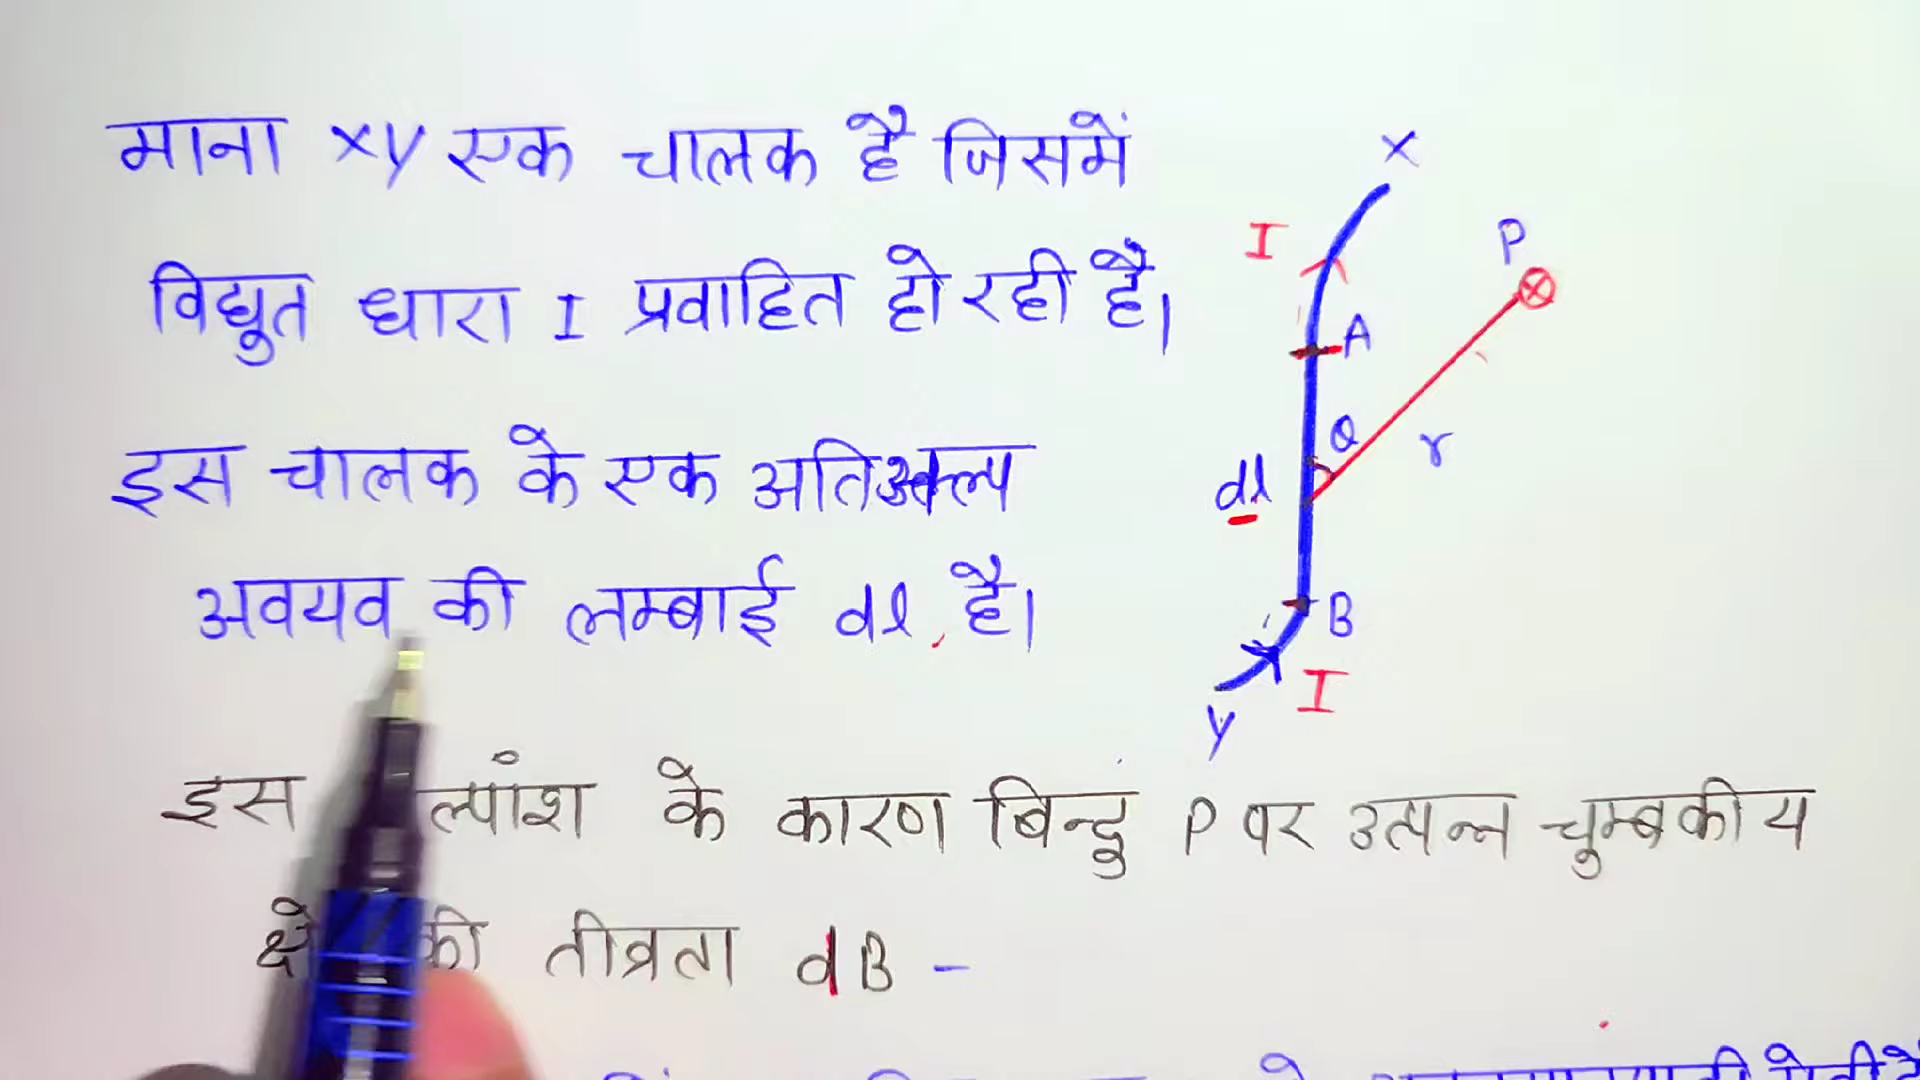 माना xy एक चालक है जिसमें
विद्युत धारा I प्रवाहित हो रही है।
इस चालक के एक अतिअल्प
अवयव की लम्बाई dl है।
X
I
P
A
θ
r
dl
B
I
y
इस के कारण बिन्दु P पर उत्पन्न चुम्बकीय
की तीव्रता dB -